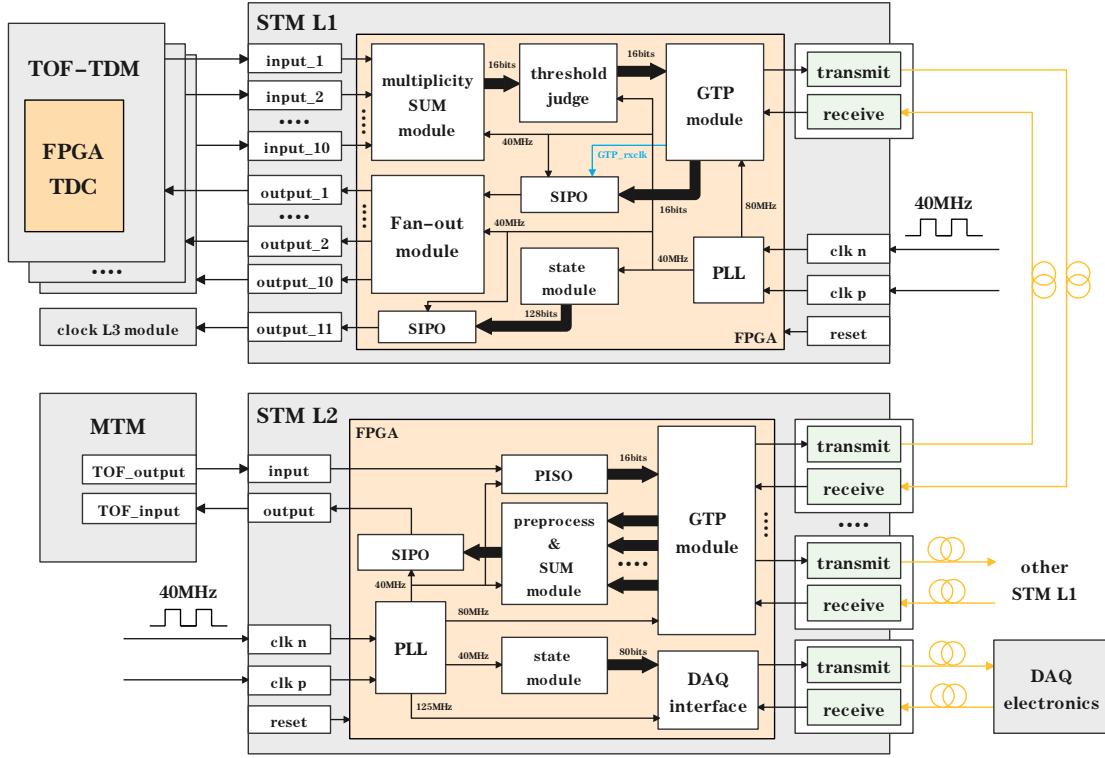 STM L1
TOF-TDM
FPGA
TDC
....
input_1
input_2
....
input_10
output_1
....
output_2
output_10
output_11
clock L3 module
multiplicity
SUM
module
....
16bits
threshold
judge
16bits
GTP
module
transmit
receive
40MHz
GTP_rxclk
SIPO
16bits
80MHz
Fan-out
module
....
40MHz
state
module
40MHz
PLL
128bits
SIPO
FPGA
40MHz
clk n
clk p
reset
STM L2
MTM
TOF_output
TOF_input
input
output
FPGA
PISO
16bits
GTP
module
....
preprocess
&
SUM
module
....
SIPO
40MHz
80MHz
PLL
40MHz
state
module
80bits
DAQ
interface
125MHz
40MHz
clk n
clk p
reset
transmit
receive
....
transmit
receive
other
STM L1
transmit
receive
DAQ
electronics